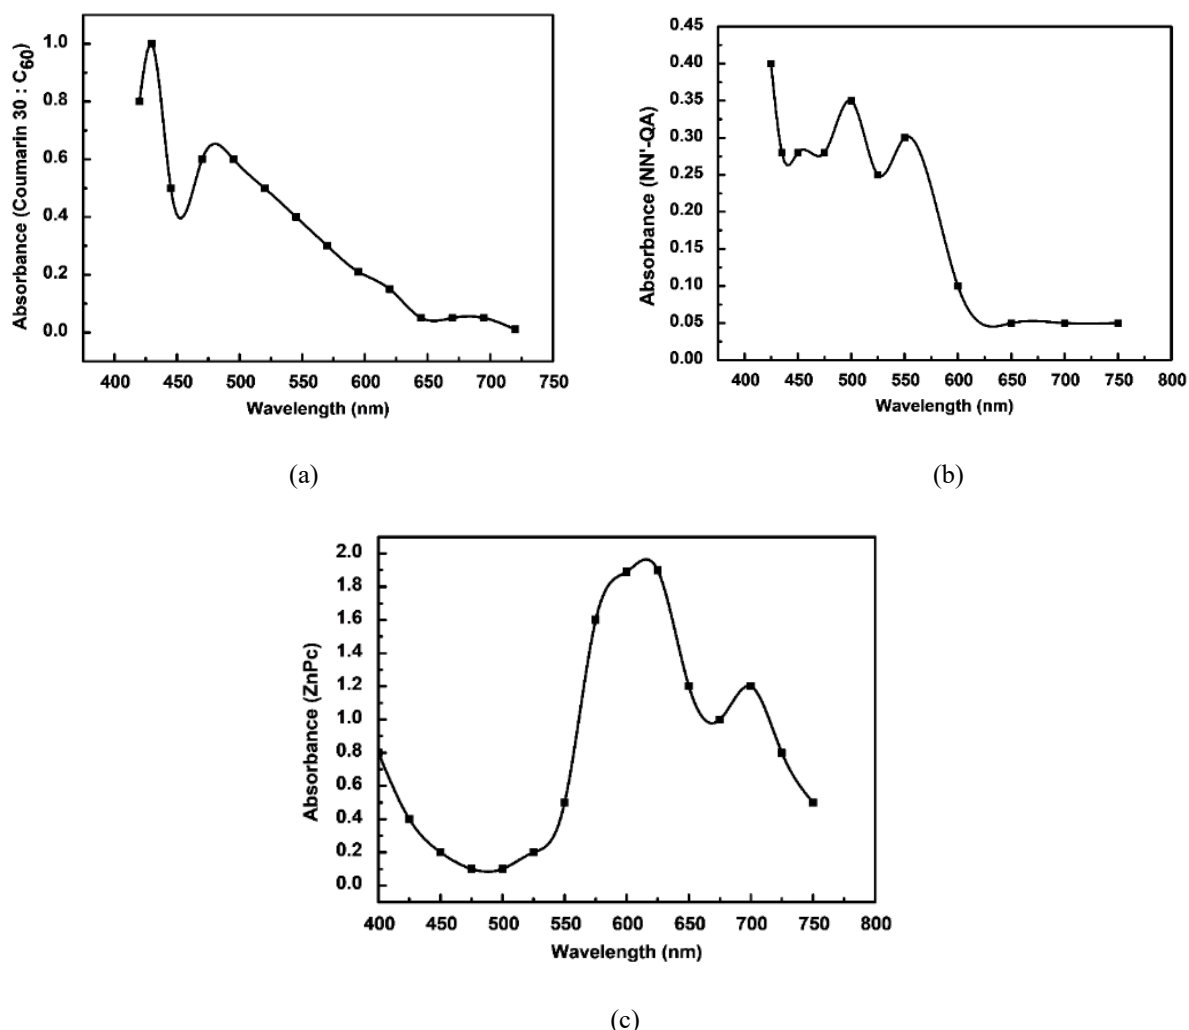 Absorbance (Coumarin 30 : C60)
1.0
0.8
0.6
0.4
0.2
0.0
400 450 500 550 600 650 700 750
Wavelength (nm)
(a)
Absorbance (NN'-QA)
0.45
0.40
0.35
0.30
0.25
0.20
0.15
0.10
0.05
0.00
400 450 500 550 600 650 700 750 800
Wavelength (nm)
(b)
Absorbance (ZnPc)
2.0
1.8
1.6
1.4
1.2
1.0
0.8
0.6
0.4
0.2
0.0
400 450 500 550 600 650 700 750 800
Wavelength (nm)
(c)